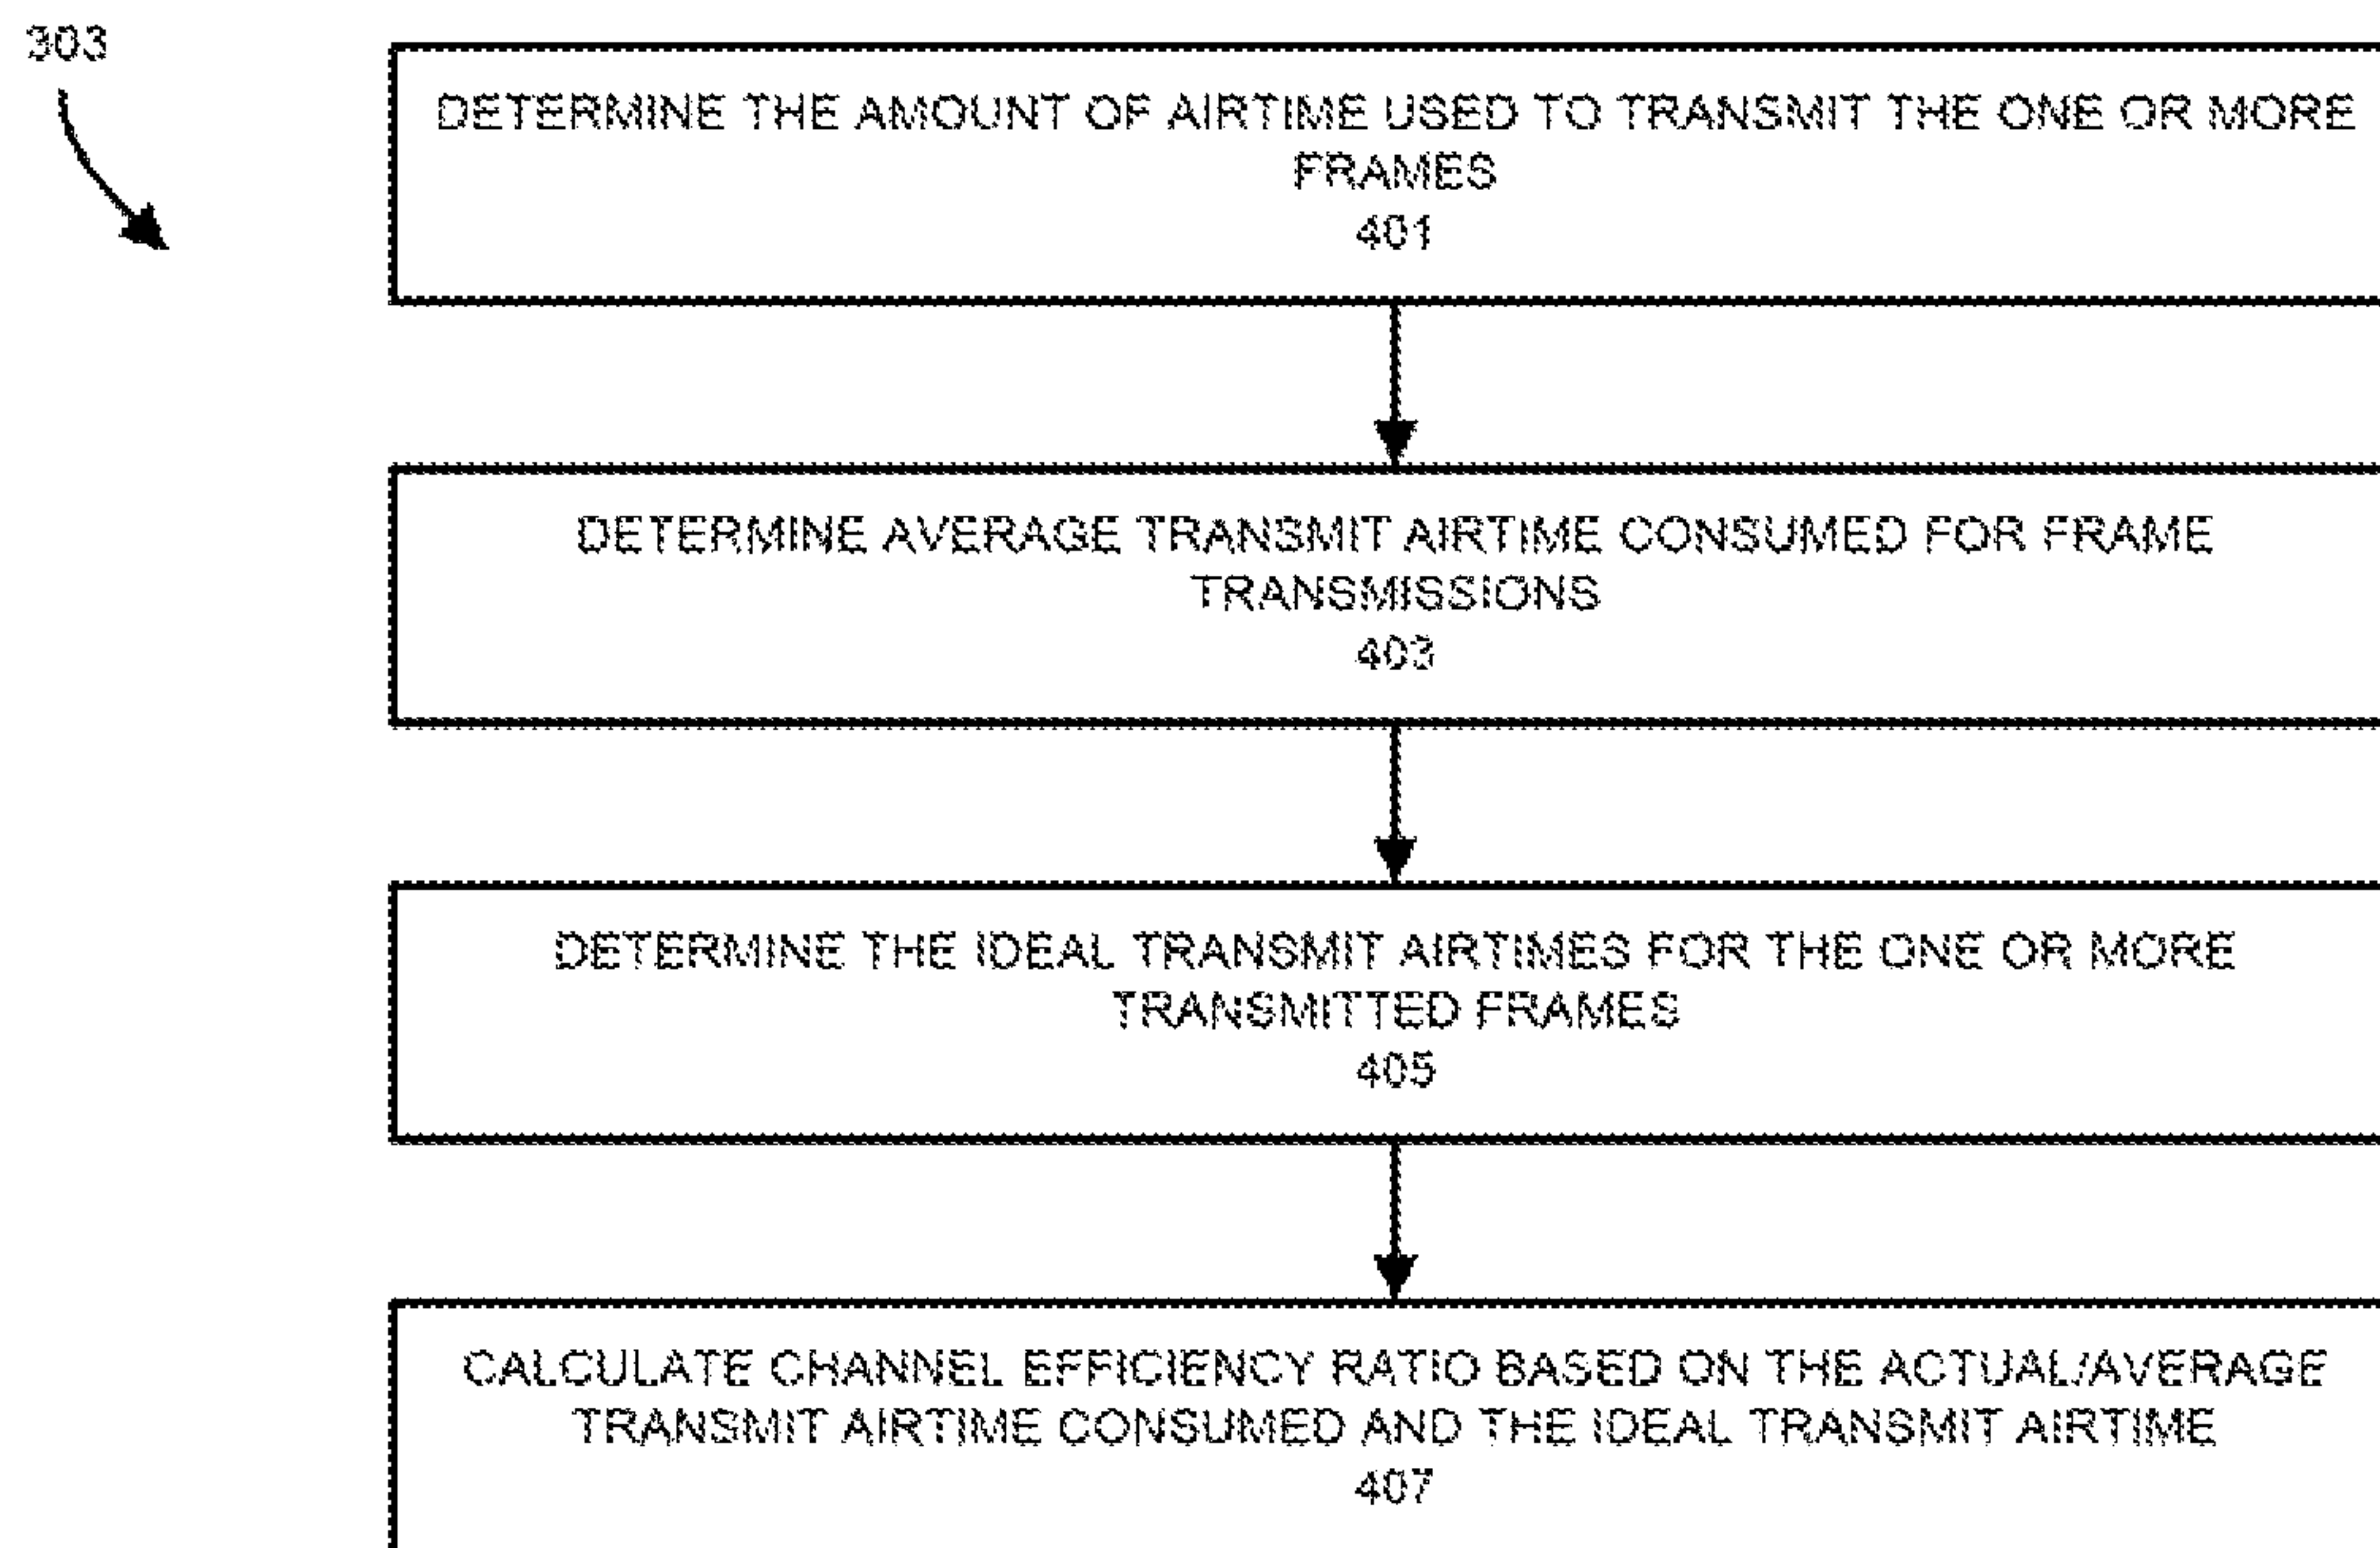 303
DETERMINE THE AMOUNT OF AIRTIME USED TO TRANSMIT THE ONE OR MORE
FRAMES
401
DETERMINE AVERAGE TRANSMIT AIRTIME CONSUMED FOR FRAME
TRANSMISSIONS
403
DETERMINE THE IDEAL TRANSMIT AIRTIMES FOR THE ONE OR MORE
TRANSMITTED FRAMES
405
CALCULATE CHANNEL EFFICIENCY RATIO BASED ON THE ACTUAL/AVERAGE
TRANSMIT AIRTIME CONSUMED AND THE IDEAL TRANSMIT AIRTIME
407